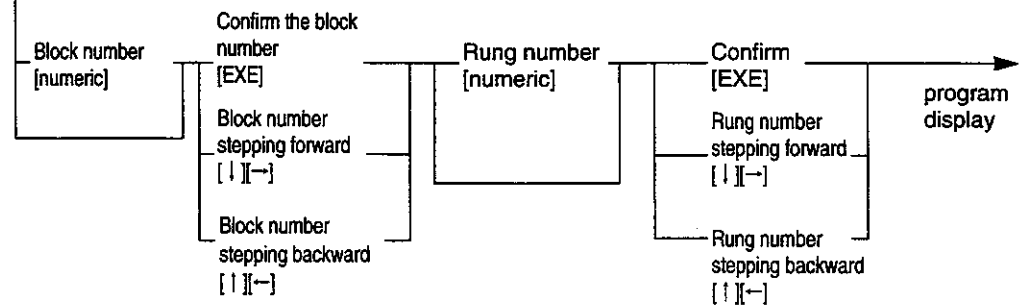 Block number
[numeric]
Confirm the block
number
[EXE]
Block number
stepping forward
[↓][→]
Block number
stepping backward
[↑][←]
Rung number
[numeric]
Confirm
[EXE]
Rung number
stepping forward
[↓][→]
Rung number
stepping backward
[↑][←]
program
display